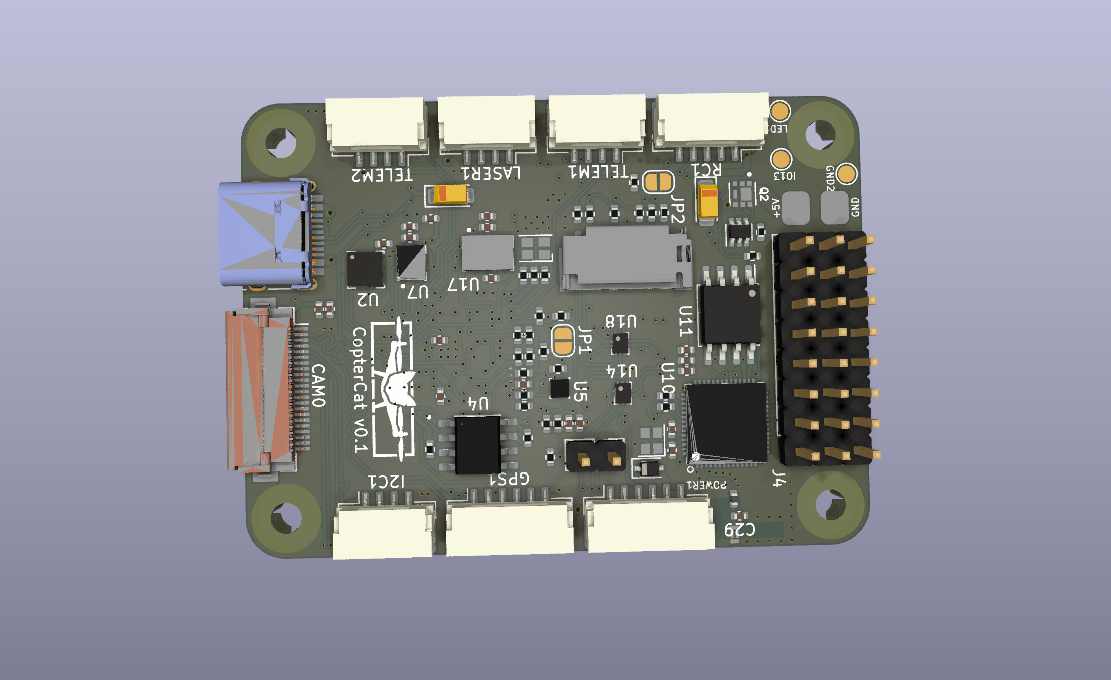 LED
TELEM2
LASER1
TELEM1
RC1
IO13
GND2
Q2
JP2
+5V
GND
U2
U7
U17
U11
U18
JP1
CopterCat v0.1
CAM0
U14
U10
U5
U4
I2C1
GPS1
POWER1
J4
C29